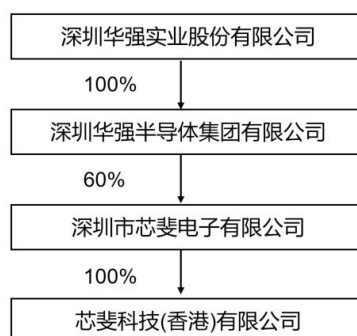 深圳华强实业股份有限公司
100%
深圳华强半导体集团有限公司
60%
深圳市芯斐电子有限公司
100%
芯斐科技(香港)有限公司